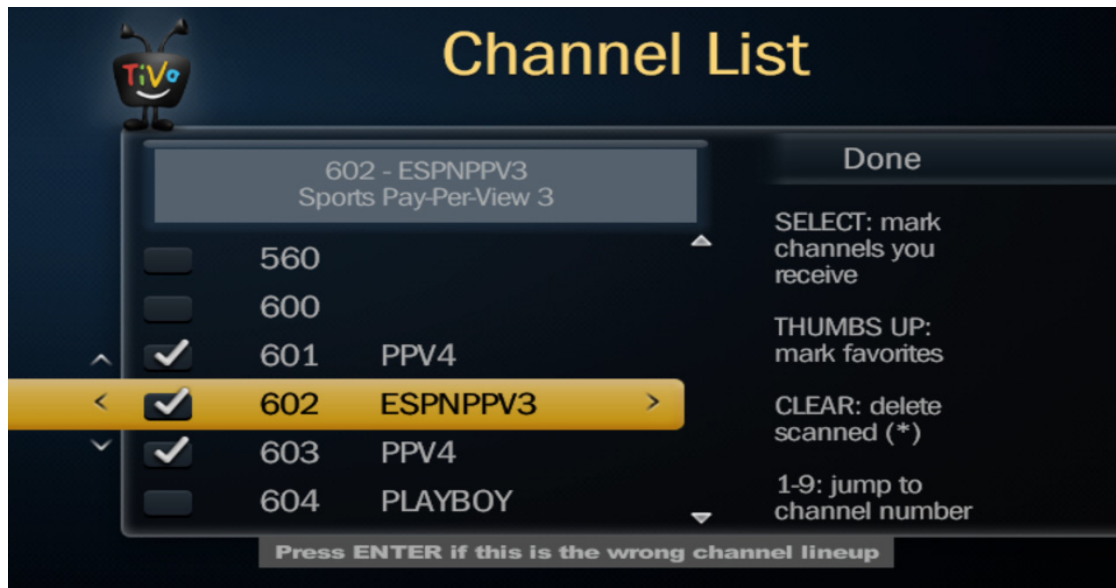 TiVo
Channel List
602 - ESPNPPV3
Sports Pay-Per-View 3
560
600
601 PPV4
< 602 ESPNPPV3 >
603 PPV4
604 PLAYBOY
Done
SELECT: mark
channels you
receive
THUMBS UP:
mark favorites
CLEAR: delete
scanned (*)
1-9: jump to
channel number
Press ENTER if this is the wrong channel lineup